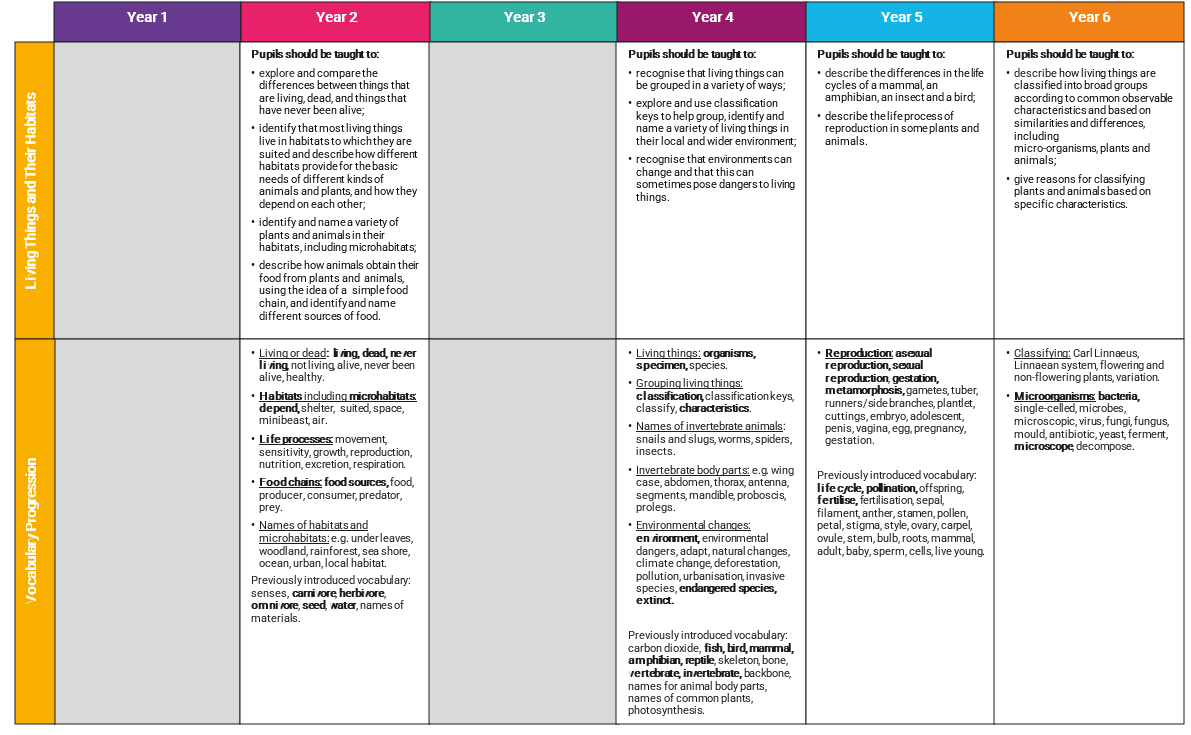 Year 1
Year 2
Year 3
Year 4
Year 5
Year 6
Living Things and Their Habitats
Pupils should be taught to:
• explore and compare the
differences between things that
are living, dead, and things that
have never been alive;
• identify that most living things
live in habitats to which they are
suited and describe how different
habitats provide for the basic
needs of different kinds of
animals and plants, and how they
depend on each other;
• identify and name a variety of
plants and animals in their
habitats, including microhabitats;
• describe how animals obtain their
food from plants and animals,
using the idea of a simple food
chain, and identify and name
different sources of food.
Pupils should be taught to:
• recognise that living things can
be grouped in a variety of ways;
• explore and use classification
keys to help group, identify and
name a variety of living things in
their local and wider environment;
• recognise that environments can
change and that this can
sometimes pose dangers to living
things.
Pupils should be taught to:
• describe the differences in the life
cycles of a mammal, an
amphibian, an insect and a bird;
• describe the life process of
reproduction in some plants and
animals.
Pupils should be taught to:
• describe how living things are
classified into broad groups
according to common observable
characteristics and based on
similarities and differences,
including
micro-organisms, plants and
animals;
• give reasons for classifying
plants and animals based on
specific characteristics.
Vocabulary Progression
• Living or dead: living, dead, never
living, not living, alive, never been
alive, healthy.
• Habitats including microhabitats:
depend, shelter, suited, space,
minibeast, air.
• Life processes: movement,
sensitivity, growth, reproduction,
nutrition, excretion, respiration.
• Food chains: food sources, food,
producer, consumer, predator,
prey.
• Names of habitats and
microhabitats: e.g. under leaves,
woodland, rainforest, sea shore,
ocean, urban, local habitat.
Previously introduced vocabulary:
senses, carnivore, herbivore,
omnivore, seed, water, names of
materials.
• Living things: organisms,
specimen, species.
• Grouping living things:
classification, classification keys,
classify, characteristics.
• Names of invertebrate animals:
snails and slugs, worms, spiders,
insects.
• Invertebrate body parts: e.g. wing
case, abdomen, thorax, antenna,
segments, mandible, proboscis,
prolegs.
• Environmental changes:
environment, environmental
dangers, adapt, natural changes,
climate change, deforestation,
pollution, urbanisation, invasive
species, endangered species,
extinct.
Previously introduced vocabulary:
carbon dioxide, fish, bird, mammal,
amphibian, reptile, skeleton, bone,
vertebrate, invertebrate, backbone,
names for animal body parts,
names of common plants,
photosynthesis.
• Reproduction: asexual
reproduction, sexual
reproduction, gestation,
metamorphosis, gametes, tuber,
runners/side branches, plantlet,
cuttings, embryo, adolescent,
penis, vagina, egg, pregnancy,
gestation.
Previously introduced vocabulary:
life cycle, pollination, offspring,
fertilise, fertilisation, sepal,
filament, anther, stamen, pollen,
petal, stigma, style, ovary, carpel,
ovule, stem, bulb, roots, mammal,
adult, baby, sperm, cells, live young.
• Classifying: Carl Linnaeus,
Linnaean system, flowering and
non-flowering plants, variation.
• Microorganisms: bacteria,
single-celled, microbes,
microscopic, virus, fungi, fungus,
mould, antibiotic, yeast, ferment,
microscope, decompose.